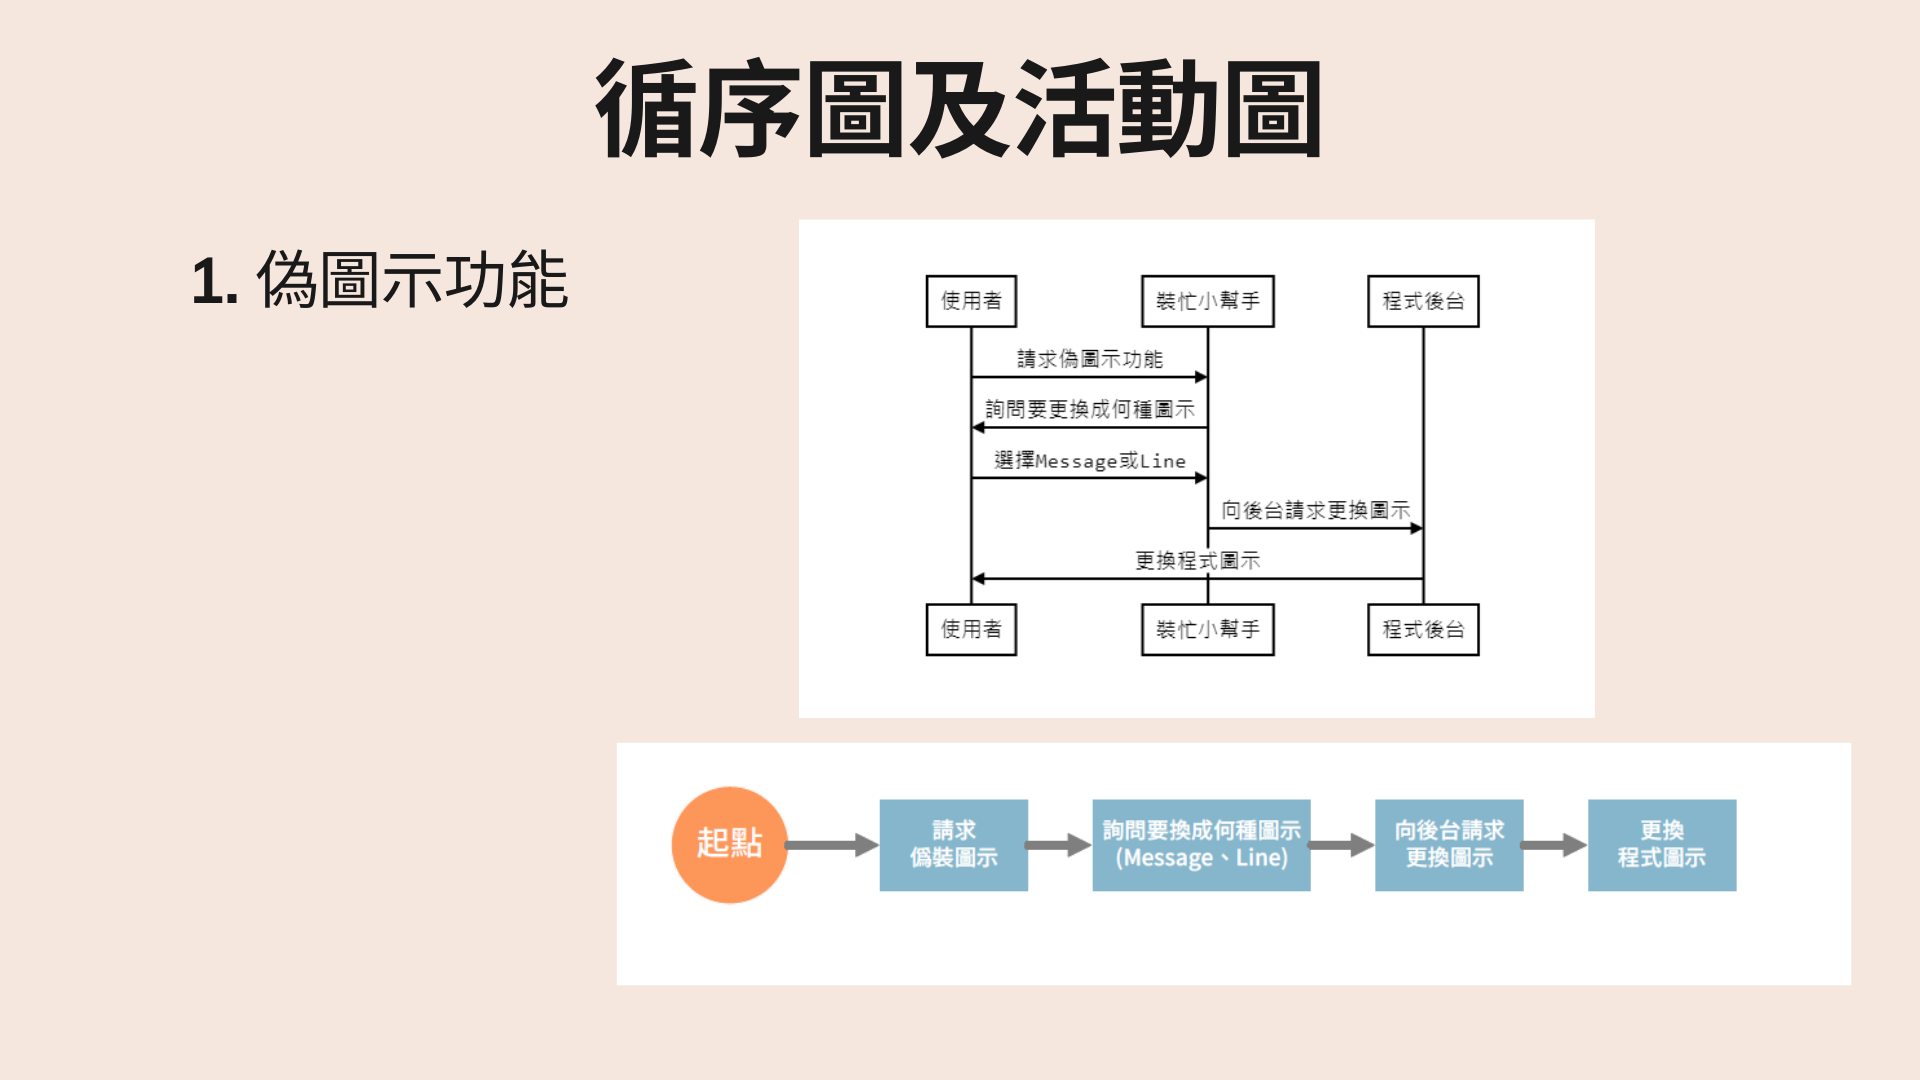 循序圖及活動圖
1. 偽圖示功能
使用者
裝忙小幫手
程式後台
請求偽圖示功能
詢問要更換成何種圖示
選擇Message或Line
向後台請求更換圖示
更換程式圖示
使用者
裝忙小幫手
程式後台
起點
請求
偽裝圖示
詢問要換成何種圖示
(Message、Line)
向後台請求
更換圖示
更換
程式圖示